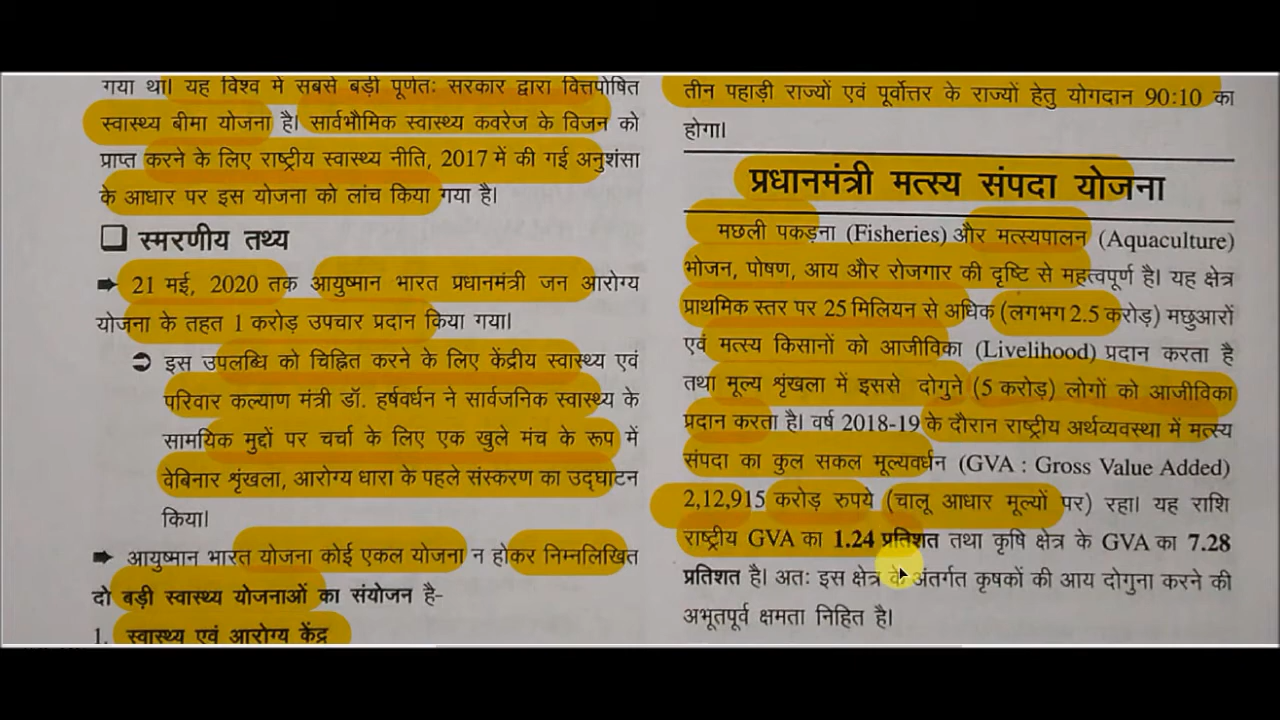 गया था। यह विश्व में सबसे बड़ी पूर्णतः सरकार द्वारा वित्तपोषित
स्वास्थ्य बीमा योजना है। सार्वभौमिक स्वास्थ्य कवरेज के विजन को
प्राप्त करने के लिए राष्ट्रीय स्वास्थ्य नीति, 2017 में की गई अनुशंसा
के आधार पर इस योजना को लांच किया गया है।
❑ स्मरणीय तथ्य
➡ 21 मई, 2020 तक आयुष्मान भारत प्रधानमंत्री जन आरोग्य
योजना के तहत 1 करोड़ उपचार प्रदान किया गया।
➲ इस उपलब्धि को चिह्नित करने के लिए केंद्रीय स्वास्थ्य एवं
परिवार कल्याण मंत्री डॉ. हर्षवर्धन ने सार्वजनिक स्वास्थ्य के
सामयिक मुद्दों पर चर्चा के लिए एक खुले मंच के रूप में
वेबिनार श्रृंखला, आरोग्य धारा के पहले संस्करण का उद्घाटन
किया।
➡ आयुष्मान भारत योजना कोई एकल योजना न होकर निम्नलिखित
दो बड़ी स्वास्थ्य योजनाओं का संयोजन है-
1. स्वास्थ्य एवं आरोग्य केंद्र
तीन पहाड़ी राज्यों एवं पूर्वोत्तर के राज्यों हेतु योगदान 90:10 का
होगा।
प्रधानमंत्री मत्स्य संपदा योजना
मछली पकड़ना (Fisheries) और मत्स्यपालन (Aquaculture)
भोजन, पोषण, आय और रोजगार की दृष्टि से महत्वपूर्ण है। यह क्षेत्र
प्राथमिक स्तर पर 25 मिलियन से अधिक (लगभग 2.5 करोड़) मछुआरों
एवं मत्स्य किसानों को आजीविका (Livelihood) प्रदान करता है
तथा मूल्य श्रृंखला में इससे दोगुने (5 करोड़) लोगों को आजीविका
प्रदान करता है। वर्ष 2018-19 के दौरान राष्ट्रीय अर्थव्यवस्था में मत्स्य
संपदा का कुल सकल मूल्यवर्धन (GVA : Gross Value Added)
2,12,915 करोड़ रुपये (चालू आधार मूल्यों पर) रहा। यह राशि
राष्ट्रीय GVA का 1.24 प्रतिशत तथा कृषि क्षेत्र के GVA का 7.28
प्रतिशत है। अतः इस क्षेत्र के अंतर्गत कृषकों की आय दोगुना करने की
अभूतपूर्व क्षमता निहित है।